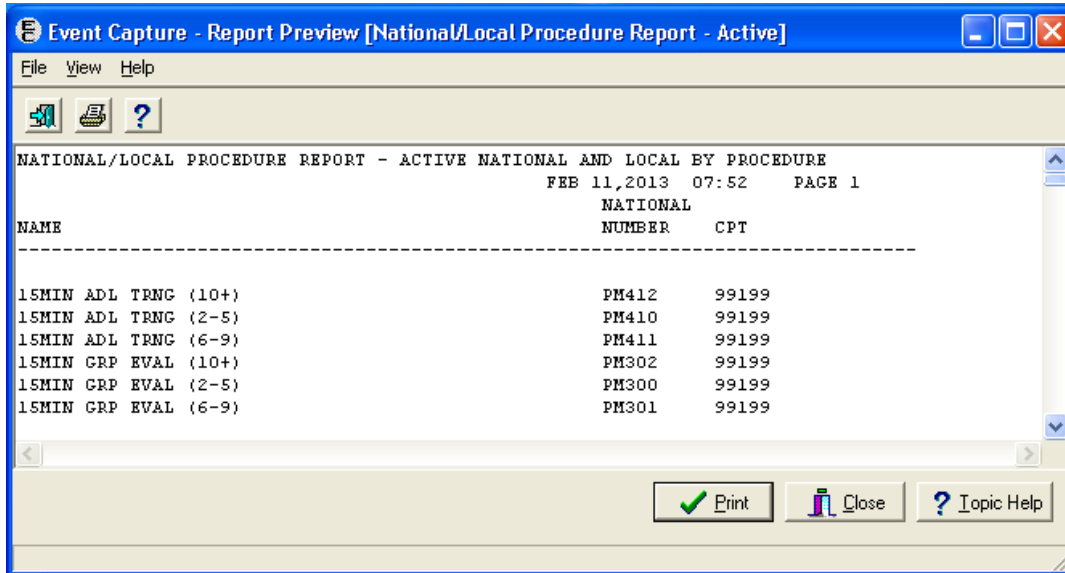 Event Capture - Report Preview [National/Local Procedure Report - Active]
File View Help
NATIONAL/LOCAL PROCEDURE REPORT - ACTIVE NATIONAL AND LOCAL BY PROCEDURE
FEB 11,2013 07:52 PAGE 1
NATIONAL
NAME NUMBER CPT
--------------------------------------------------------------------------------
15MIN ADL TRNG (10+) PM412 99199
15MIN ADL TRNG (2-5) PM410 99199
15MIN ADL TRNG (6-9) PM411 99199
15MIN GRP EVAL (10+) PM302 99199
15MIN GRP EVAL (2-5) PM300 99199
15MIN GRP EVAL (6-9) PM301 99199
Print Close ? Topic Help